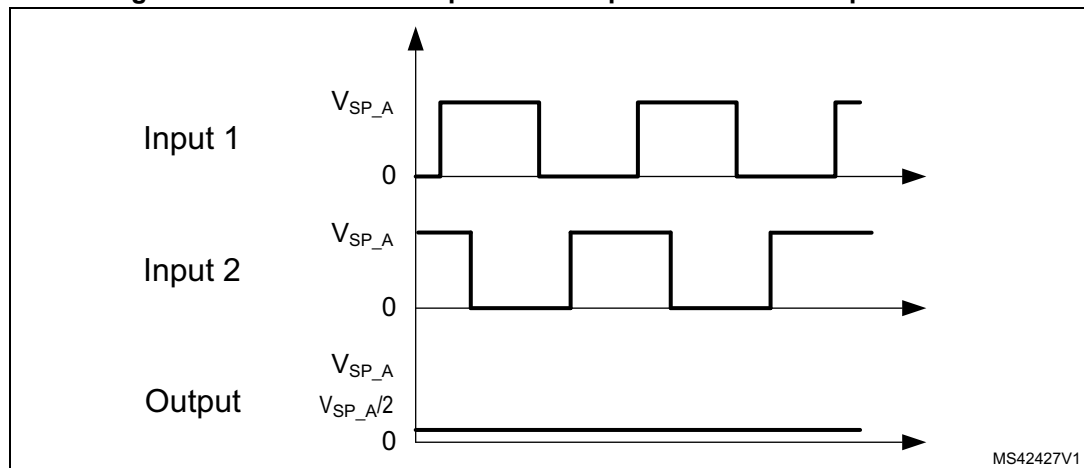 V_SP_A
Input 1
0
V_SP_A
Input 2
0
V_SP_A
Output V_SP_A/2
0
MS42427V1